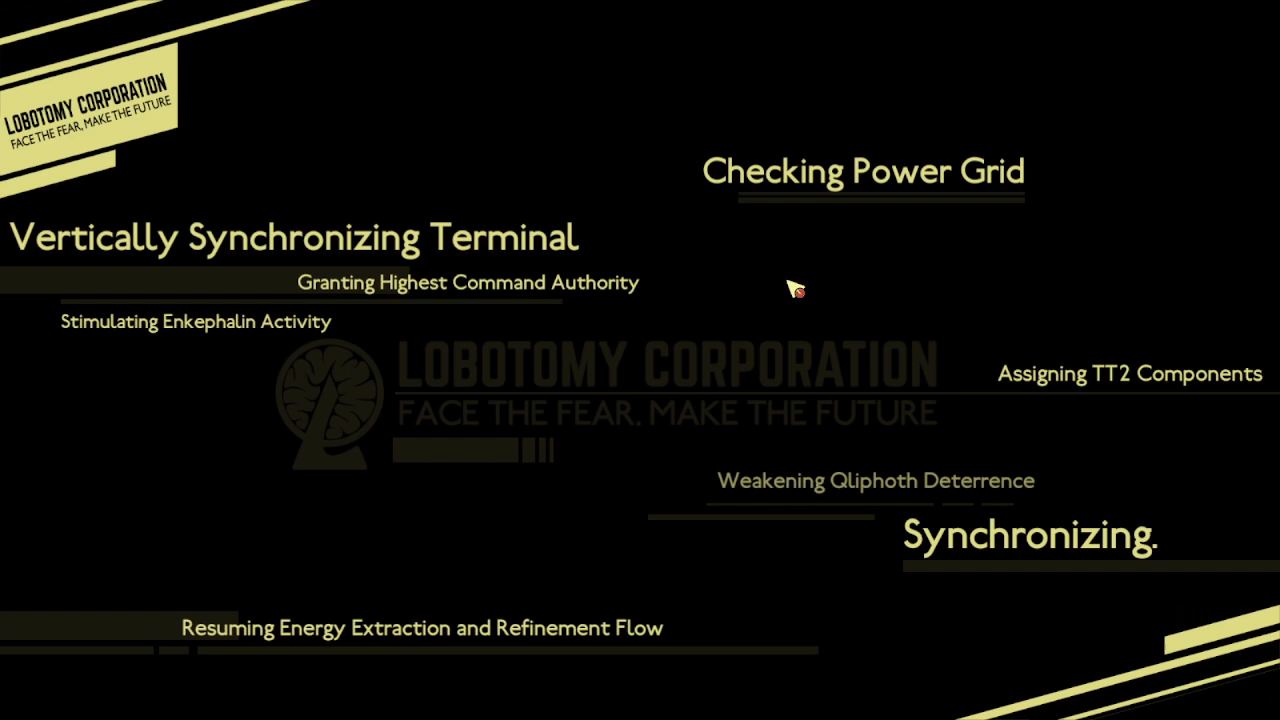 LOBOTOMY CORPORATION
FACE THE FEAR, MAKE THE FUTURE
Checking Power Grid
Vertically Synchronizing Terminal
Granting Highest Command Authority
Stimulating Enkephalin Activity
LOBOTOMY CORPORATION
FACE THE FEAR. MAKE THE FUTURE
Assigning TT2 Components
Weakening Qliphoth Deterrence
Synchronizing.
Resuming Energy Extraction and Refinement Flow